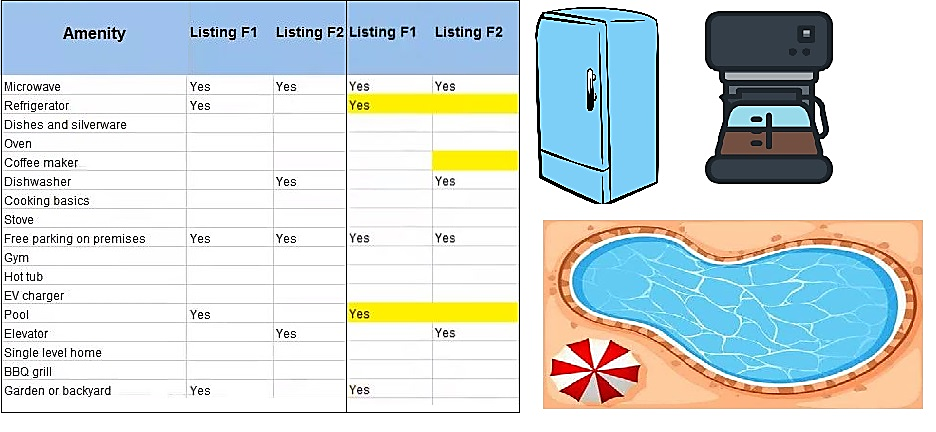 Amenity Listing F1 Listing F2 Listing F1 Listing F2
Microwave Yes Yes Yes Yes
Refrigerator Yes Yes
Dishes and silverware
Oven
Coffee maker
Dishwasher Yes Yes
Cooking basics
Stove
Free parking on premises Yes Yes Yes Yes
Gym
Hot tub
EV charger
Pool Yes Yes
Elevator Yes Yes
Single level home
BBQ grill
Garden or backyard Yes Yes